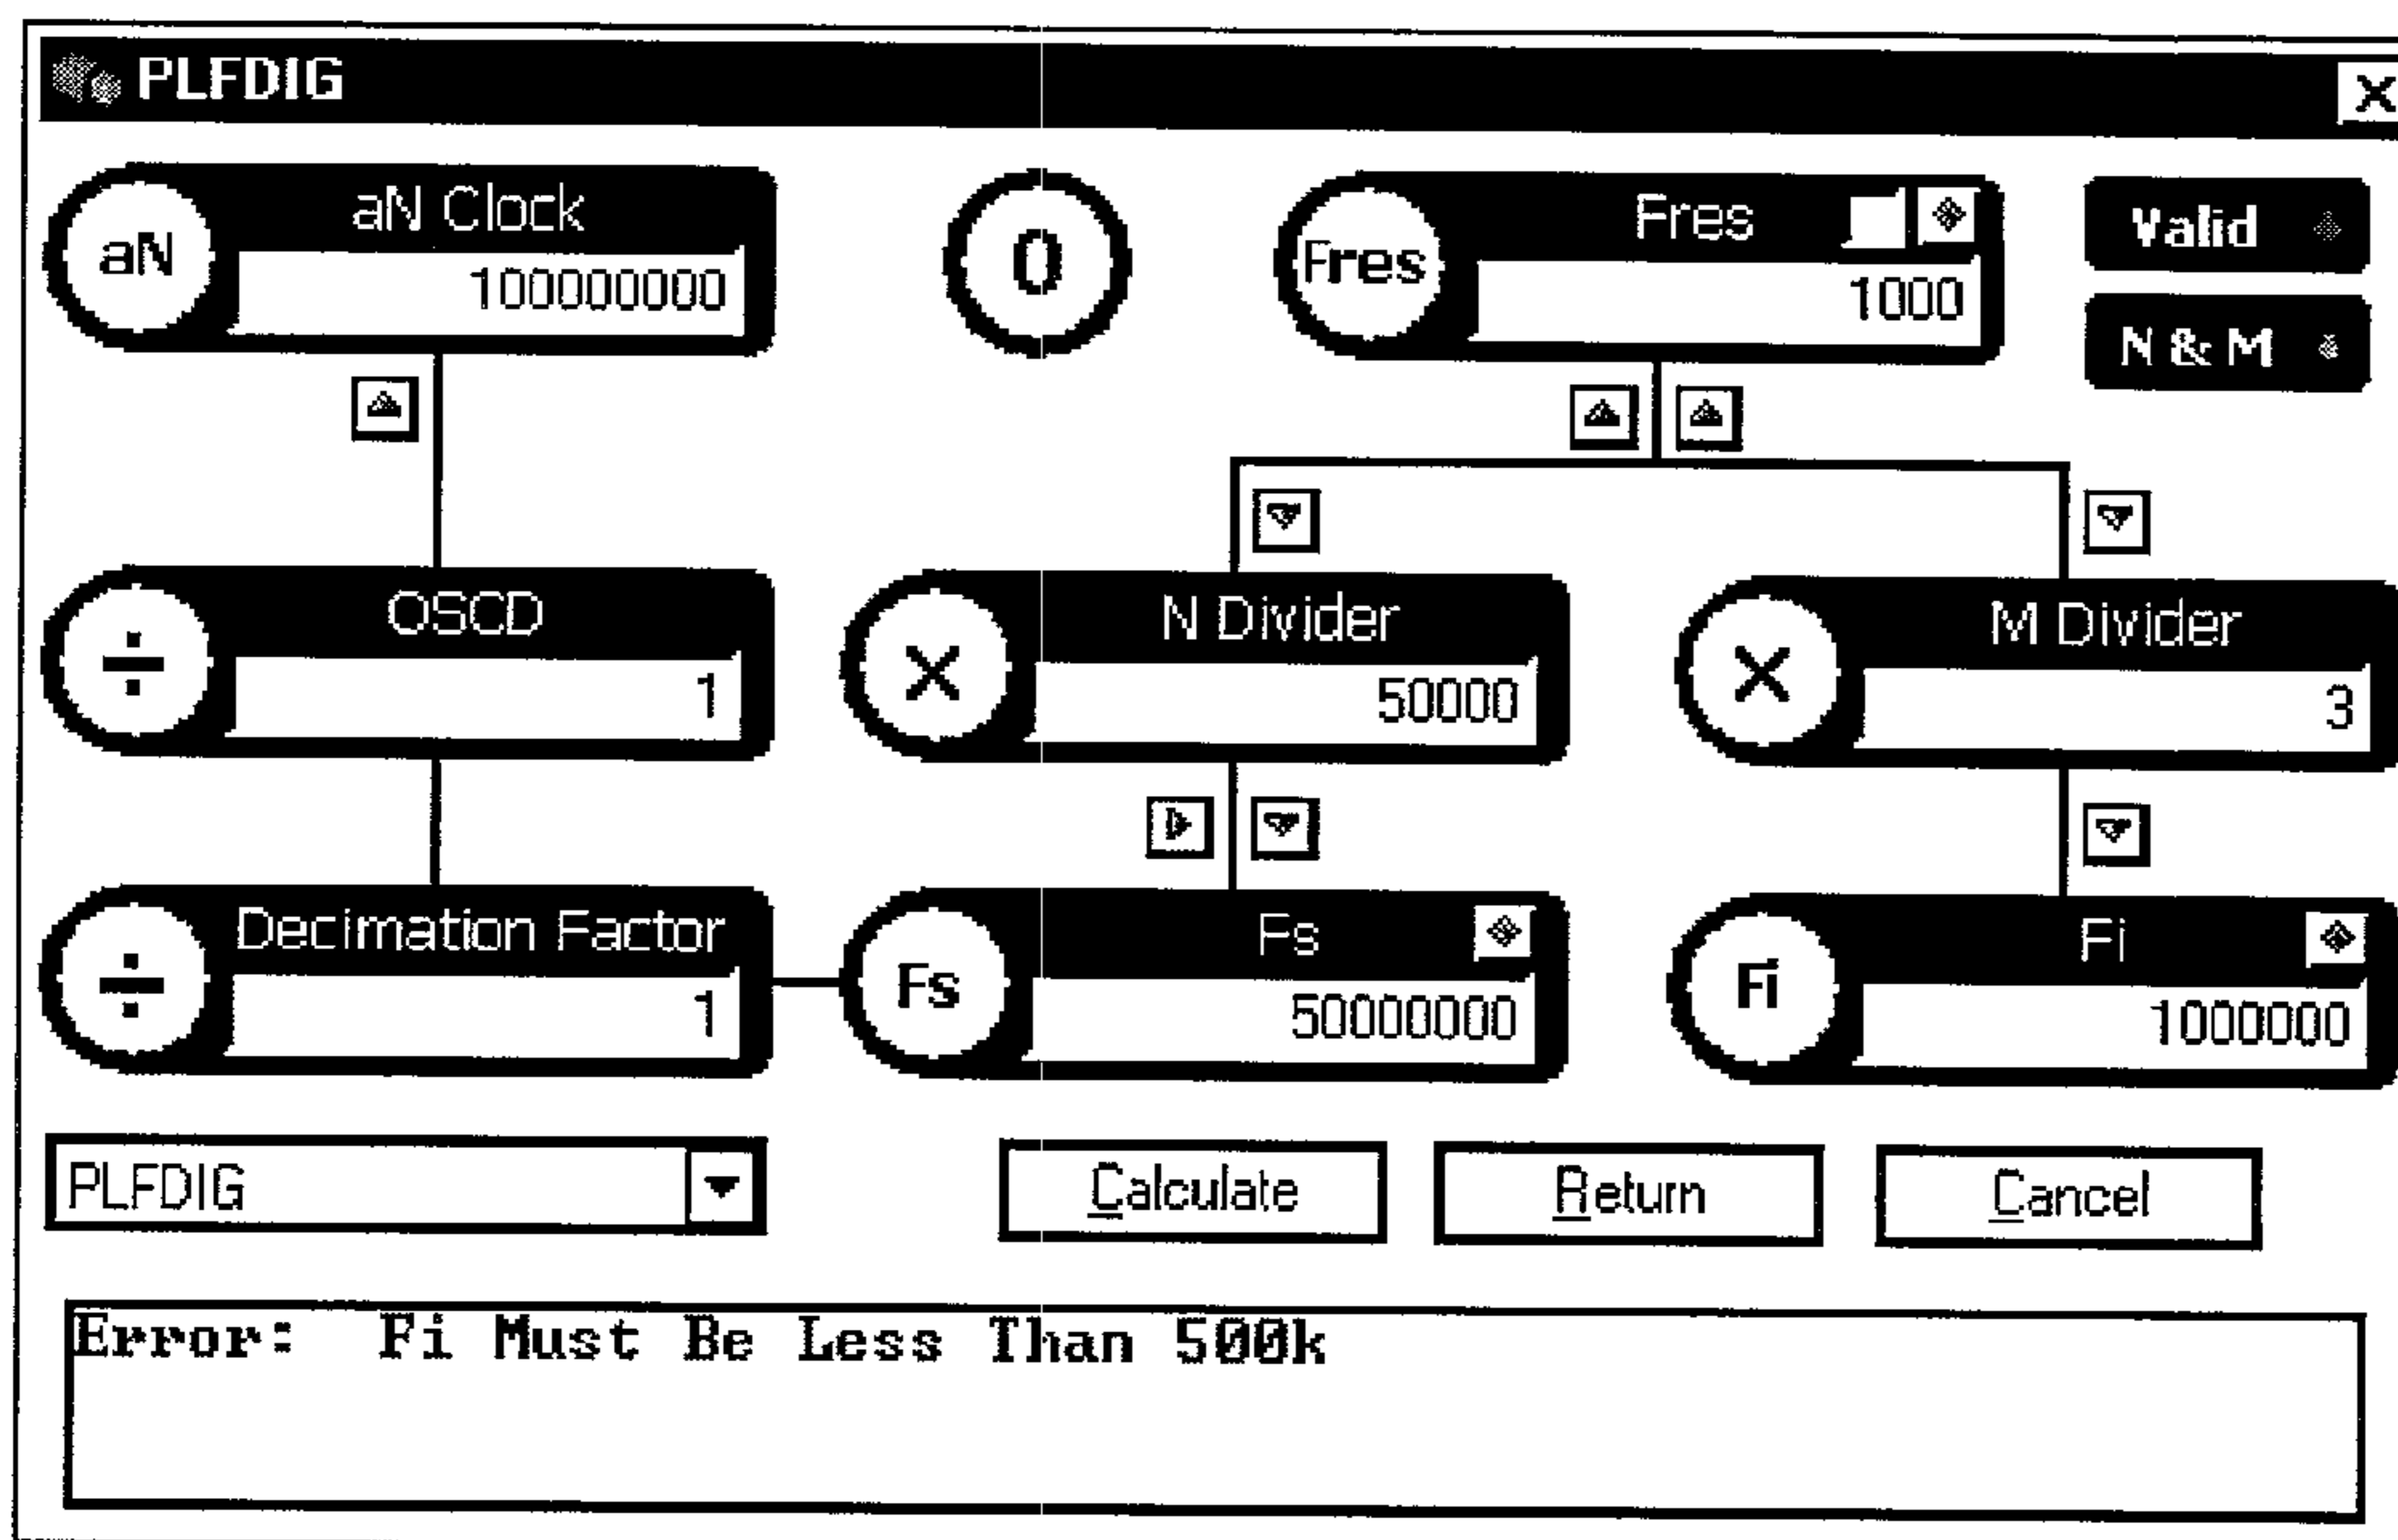 PLFDIG
aN
aN Clock
100000000
0
Fres
Fres
1000
Valid
N & M
÷
OSCD
1
×
N Divider
50000
×
M Divider
3
÷
Decimation Factor
1
Fs
Fs
50000000
Fi
Fi
1000000
PLFDIG
Calculate
Return
Cancel
Error: Fi Must Be Less Than 500k